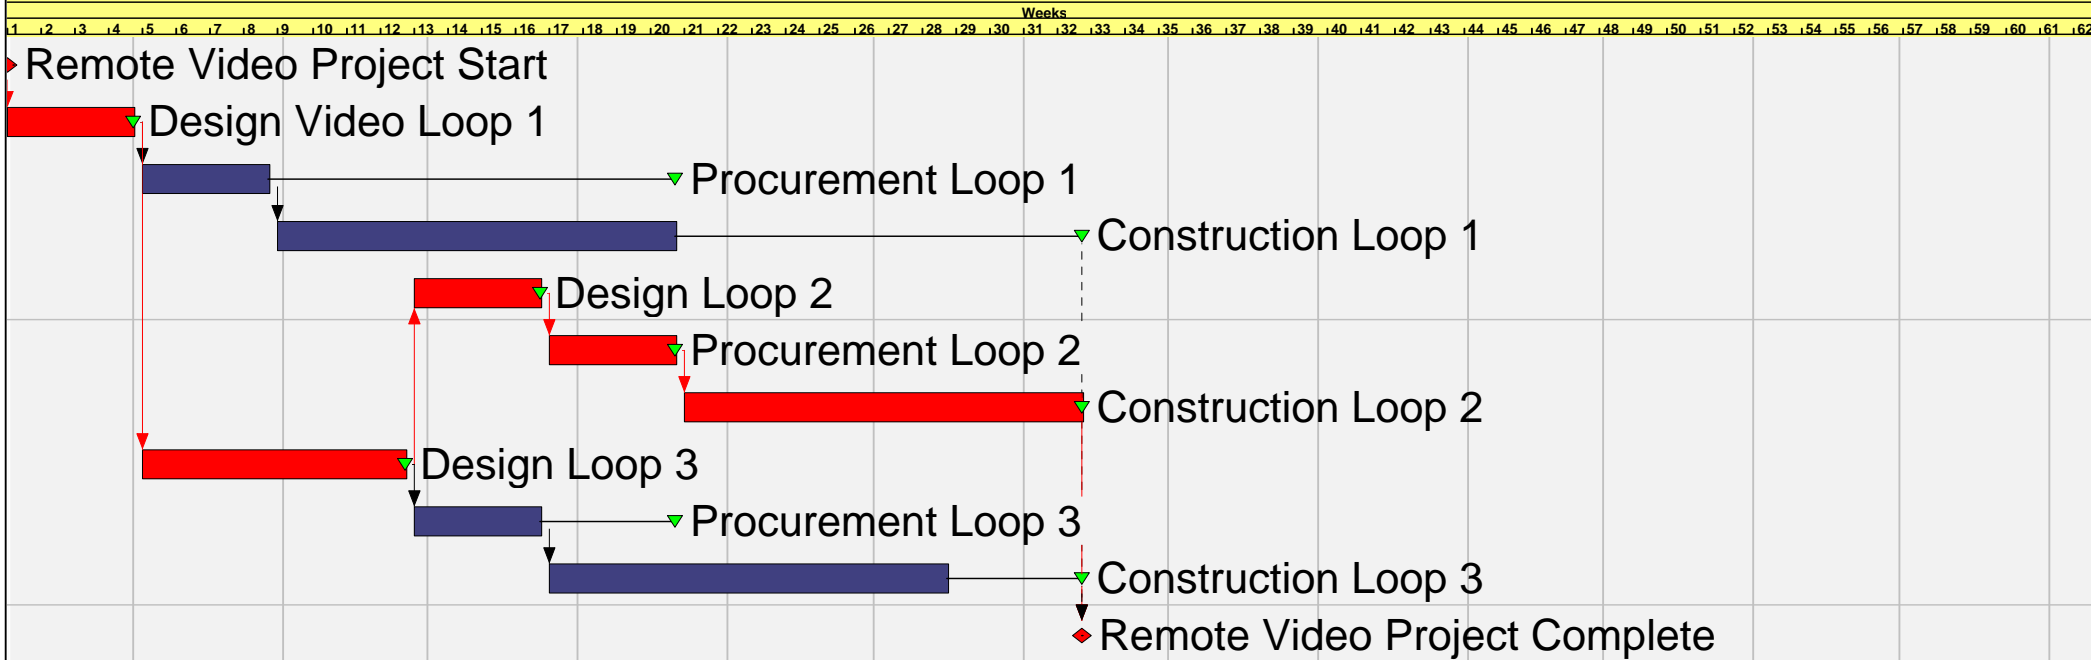 Weeks
1 2 3 4 5 6 7 8 9 10 11 12 13 14 15 16 17 18 19 20 21 22 23 24 25 26 27 28 29 30 31 32 33 34 35 36 37 38 39 40 41 42 43 44 45 46 47 48 49 50 51 52 53 54 55 56 57 58 59 60 61 62
Remote Video Project Start
Design Video Loop 1
Procurement Loop 1
Construction Loop 1
Design Loop 2
Procurement Loop 2
Construction Loop 2
Design Loop 3
Procurement Loop 3
Construction Loop 3
Remote Video Project Complete